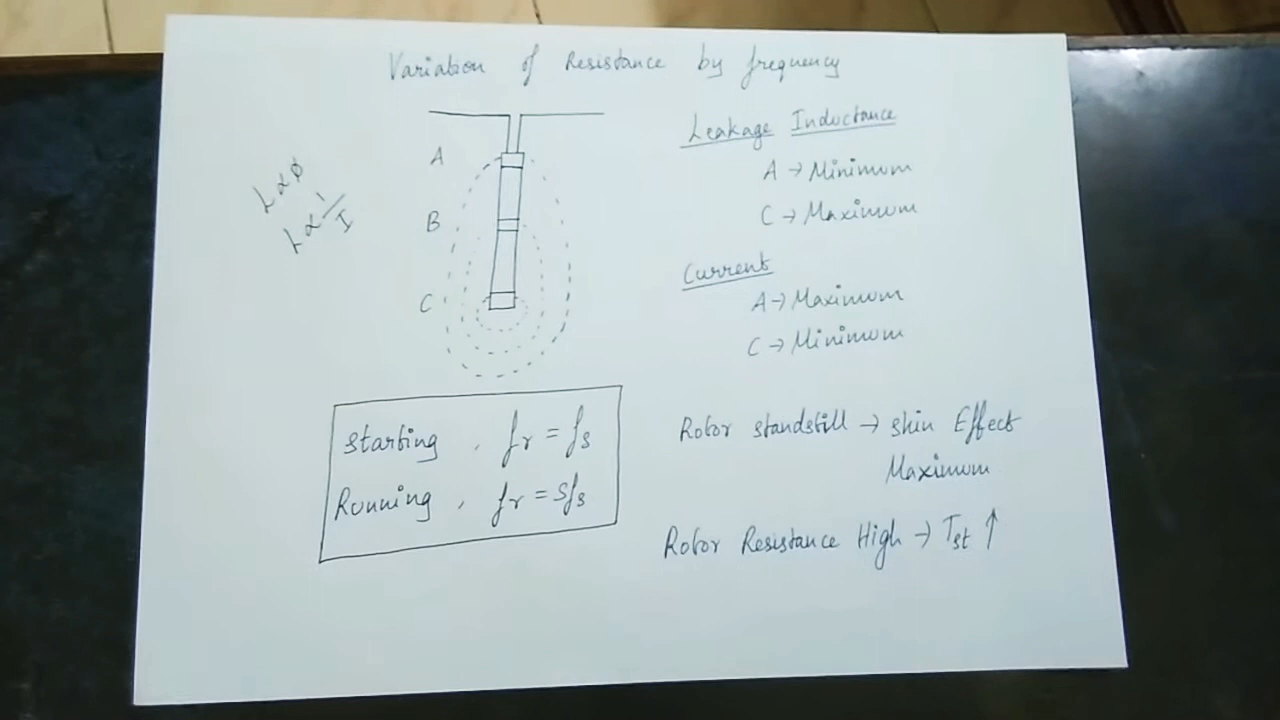 Variation of Resistance by frequency
L ∝ φ
L ∝ 1/I
A
B
C
Leakage Inductance
A → Minimum
C → Maximum
Current
A → Maximum
C → Minimum
starting , fr = fs
Running , fr = sfs
Rotor standstill → skin Effect
Maximum
Rotor Resistance High → Tst ↑